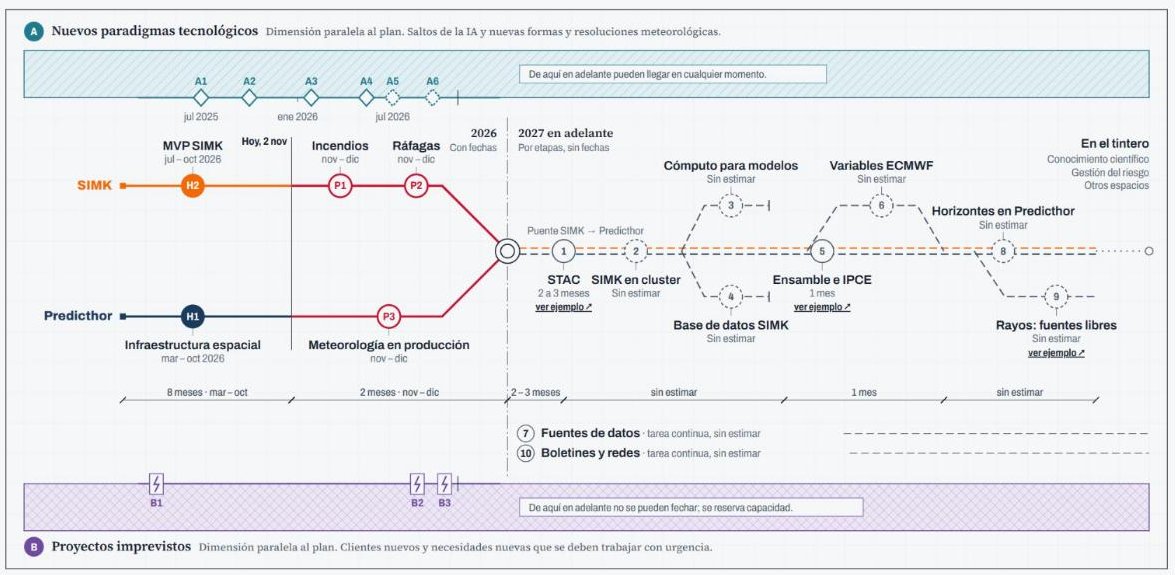 A Nuevos paradigmas tecnológicos Dimensión paralela al plan. Saltos de la IA y nuevas formas y resoluciones meteorológicas.
De aquí en adelante pueden llegar en cualquier momento.
A1 A2 A3 A4 A5 A6
jul 2025 ene 2026 jul 2026
2026 2027 en adelante
Con fechas Por etapas, sin fechas
Hoy, 2 nov
MVP SIMK
jul – oct 2026
Incendios
nov – dic
Ráfagas
nov – dic
SIMK H2 P1 P2
Cómputo para modelos
Sin estimar
3
Variables ECMWF
Sin estimar
6
En el tintero
Conocimiento científico
Gestión del riesgo
Otros espacios
Horizontes en Predicthor
Sin estimar
8
Puente SIMK → Predicthor
1
STAC
2 a 3 meses
ver ejemplo ↗
2
SIMK en cluster
Sin estimar
5
Ensamble e IPCE
1 mes
ver ejemplo ↗
4
Base de datos SIMK
Sin estimar
9
Rayos: fuentes libres
Sin estimar
ver ejemplo ↗
Predicthor H1 P3
Infraestructura espacial
mar – oct 2026
Meteorología en producción
nov – dic
8 meses · mar – oct 2 meses · nov – dic 2 – 3 meses sin estimar 1 mes sin estimar
7 Fuentes de datos · tarea continua, sin estimar
10 Boletines y redes · tarea continua, sin estimar
B1 B2 B3
De aquí en adelante no se pueden fechar; se reserva capacidad.
B Proyectos imprevistos Dimensión paralela al plan. Clientes nuevos y necesidades nuevas que se deben trabajar con urgencia.